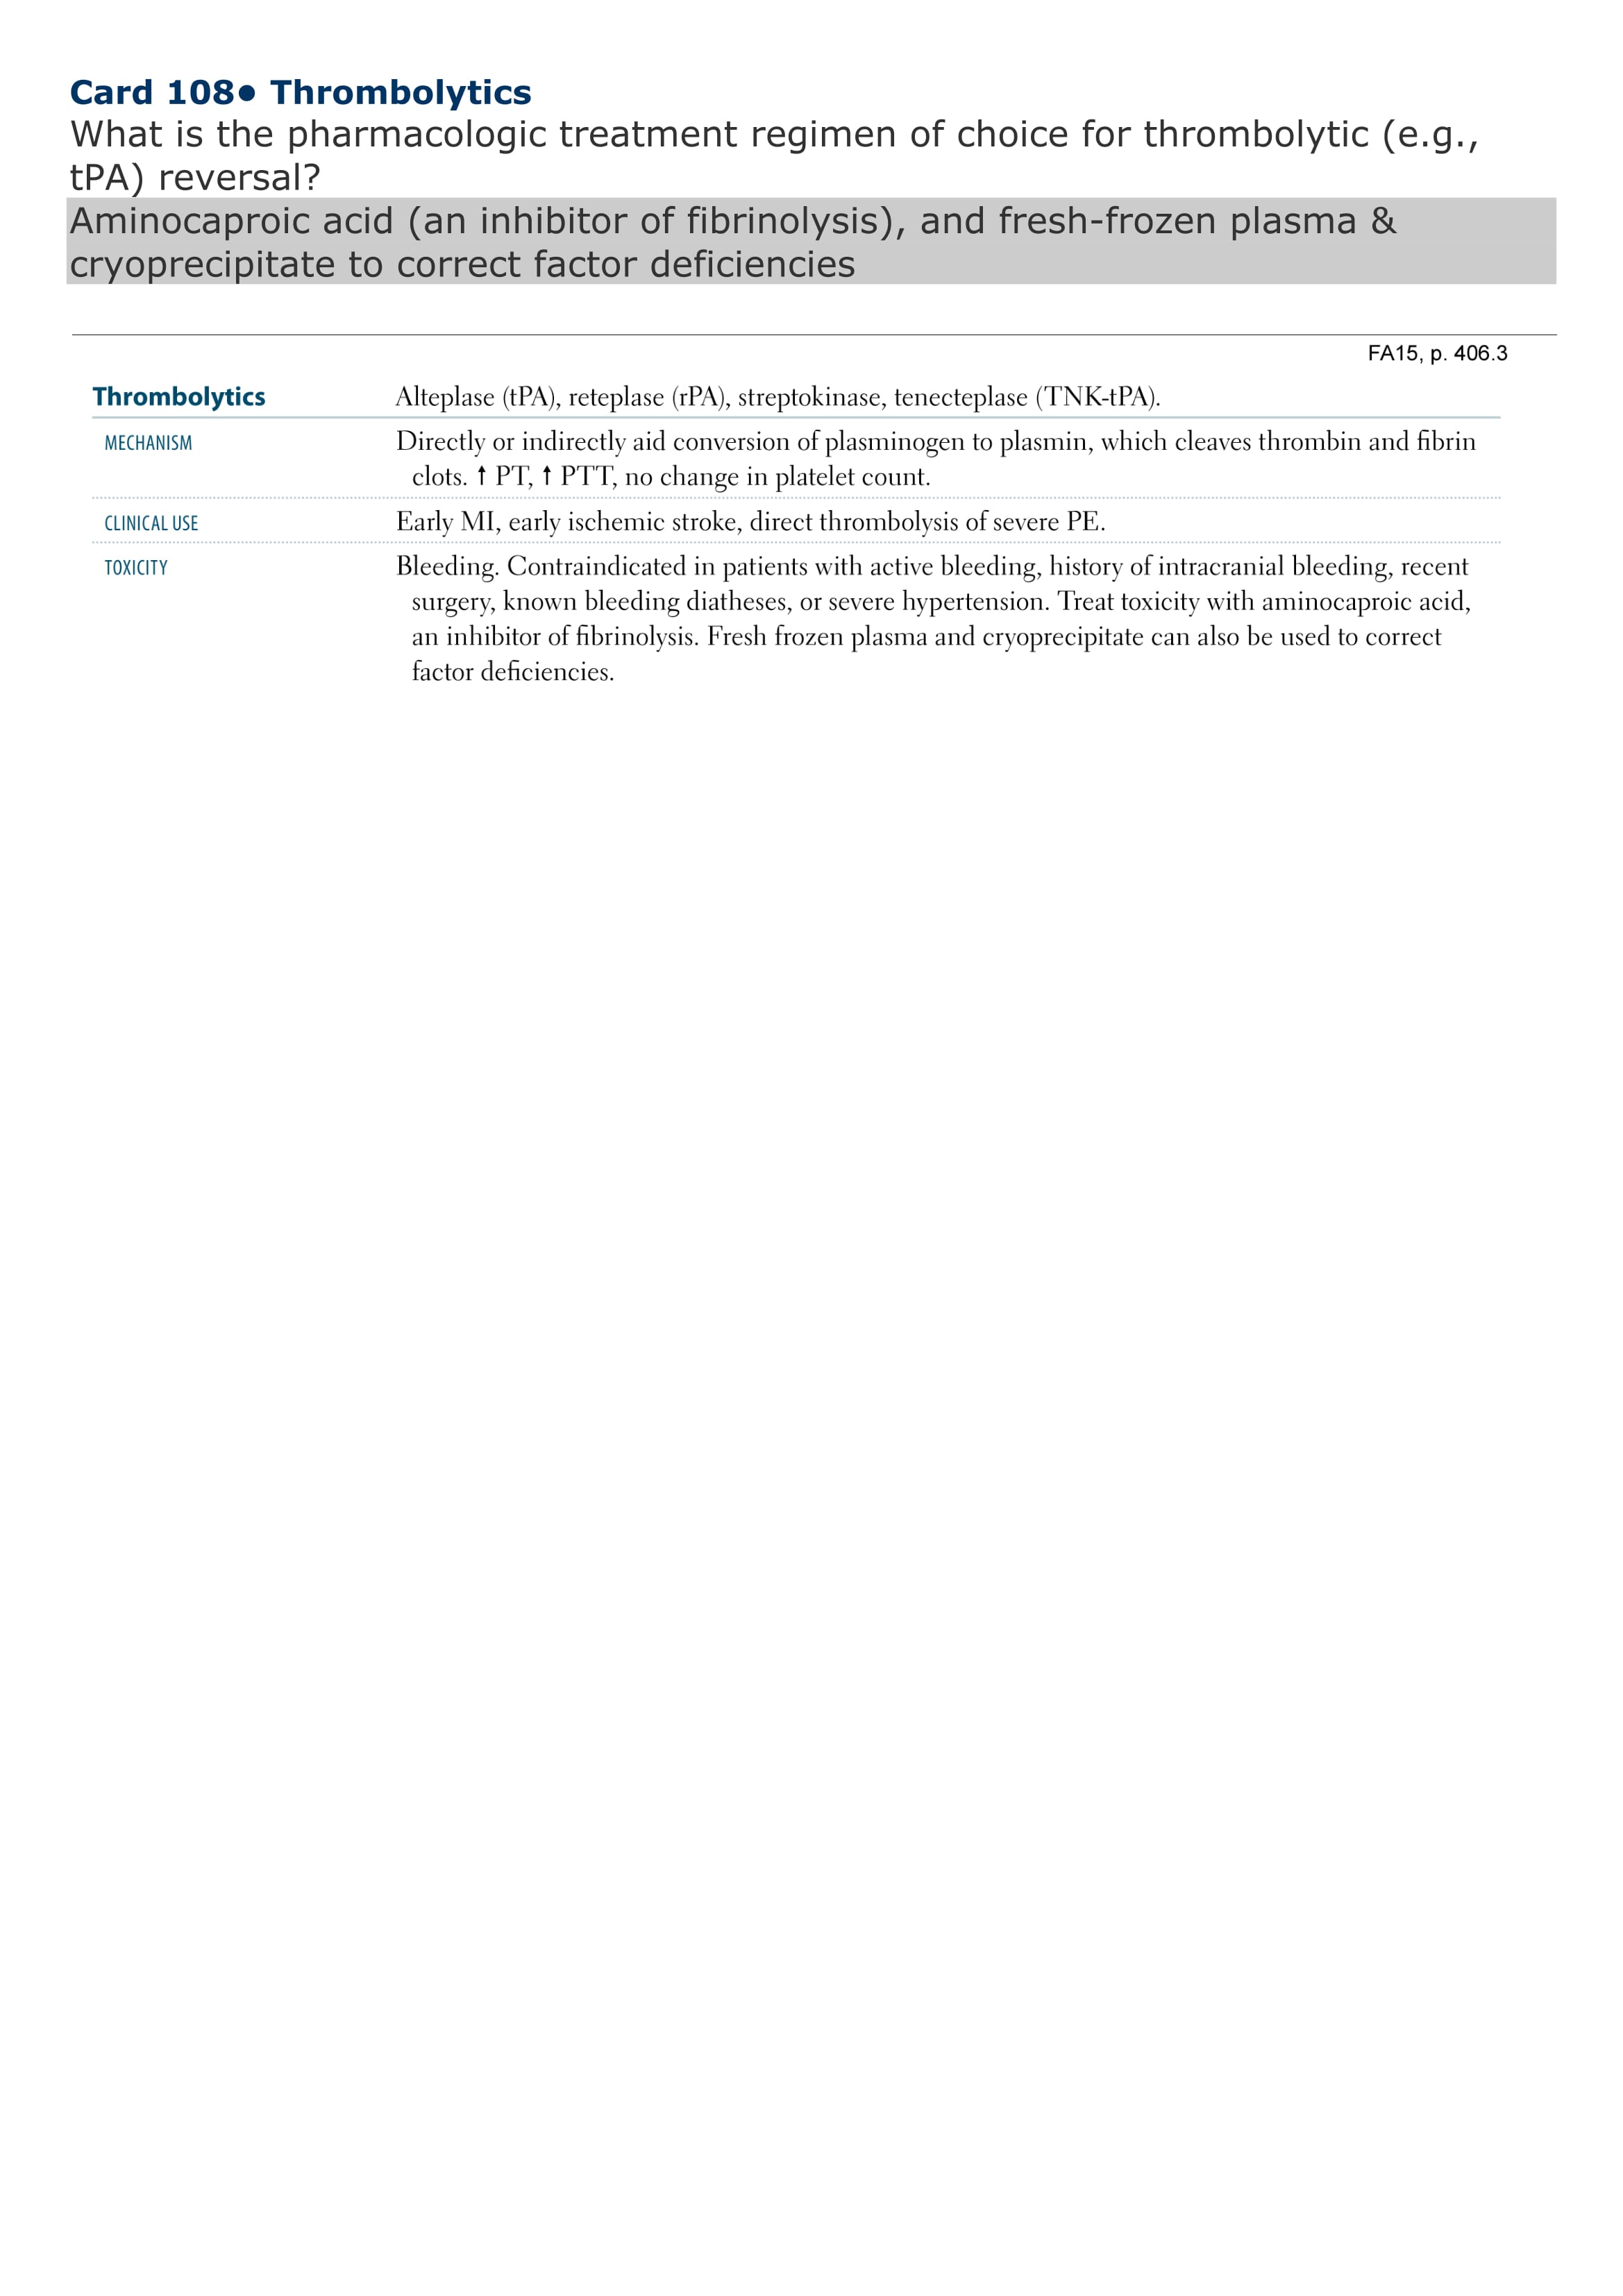 Card 108● Thrombolytics
What is the pharmacologic treatment regimen of choice for thrombolytic (e.g.,
tPA) reversal?
Aminocaproic acid (an inhibitor of fibrinolysis), and fresh-frozen plasma &
cryoprecipitate to correct factor deficiencies
FA15, p. 406.3
Thrombolytics Alteplase (tPA), reteplase (rPA), streptokinase, tenecteplase (TNK-tPA).
MECHANISM Directly or indirectly aid conversion of plasminogen to plasmin, which cleaves thrombin and fibrin
clots. ↑ PT, ↑ PTT, no change in platelet count.
CLINICAL USE Early MI, early ischemic stroke, direct thrombolysis of severe PE.
TOXICITY Bleeding. Contraindicated in patients with active bleeding, history of intracranial bleeding, recent
surgery, known bleeding diatheses, or severe hypertension. Treat toxicity with aminocaproic acid,
an inhibitor of fibrinolysis. Fresh frozen plasma and cryoprecipitate can also be used to correct
factor deficiencies.